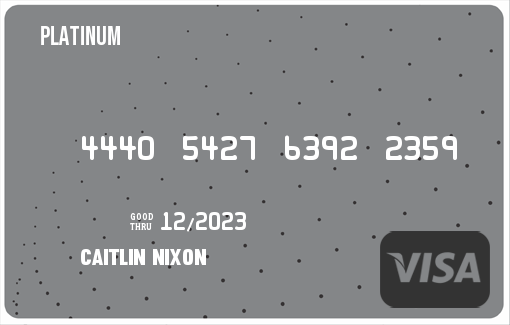 PLATINUM
4440 5427 6392 2359
GOOD
THRU 12/2023
CAITLIN NIXON
VISA